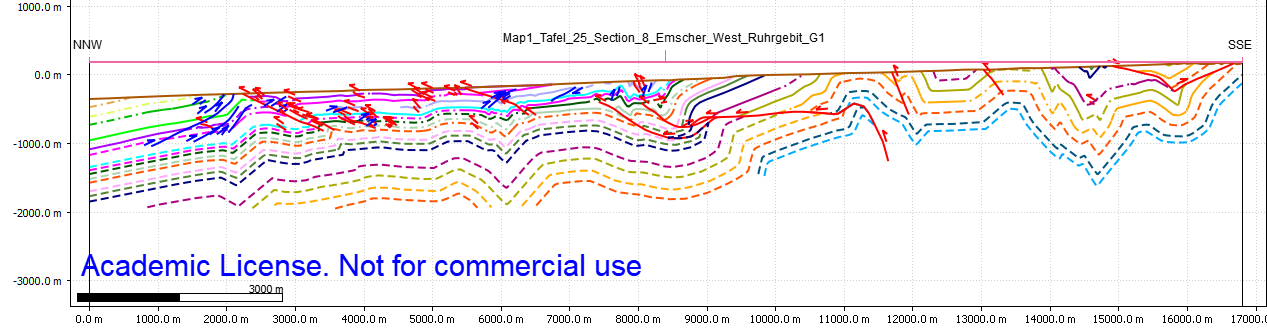 1000.0 m
NNW
Map1_Tafel_25_Section_8_Emscher_West_Ruhrgebit_G1
SSE
0.0 m
-1000.0 m
-2000.0 m
Academic License. Not for commercial use
-3000.0 m
3000 m
0.0 m 1000.0 m 2000.0 m 3000.0 m 4000.0 m 5000.0 m 6000.0 m 7000.0 m 8000.0 m 9000.0 m 10000.0 m 11000.0 m 12000.0 m 13000.0 m 14000.0 m 15000.0 m 16000.0 m 17000.0